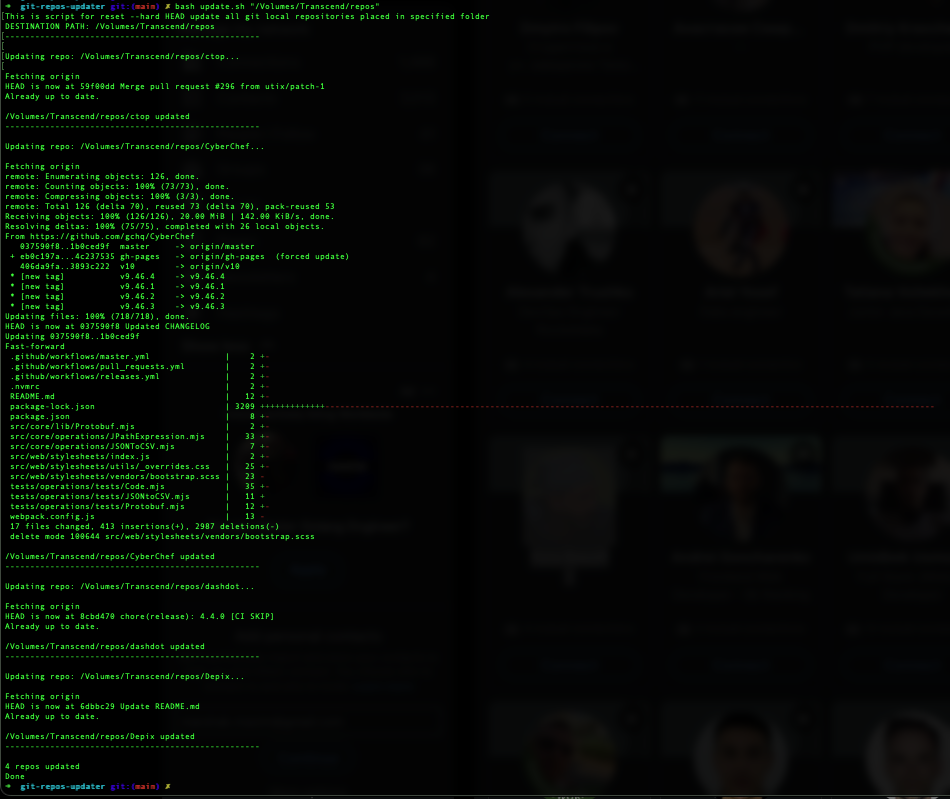 ➜  git-repos-updater git:(main) ✗ bash update.sh "/Volumes/Transcend/repos"
[This is script for reset --hard HEAD update all git local repositories placed in specified folder
DESTINATION PATH: /Volumes/Transcend/repos
[---------------------------------------------------
[
[Updating repo: /Volumes/Transcend/repos/ctop...
[
Fetching origin
HEAD is now at 59f00dd Merge pull request #296 from utix/patch-1
Already up to date.
/Volumes/Transcend/repos/ctop updated
---------------------------------------------------
Updating repo: /Volumes/Transcend/repos/CyberChef...
Fetching origin
remote: Enumerating objects: 126, done.
remote: Counting objects: 100% (73/73), done.
remote: Compressing objects: 100% (3/3), done.
remote: Total 126 (delta 70), reused 73 (delta 70), pack-reused 53
Receiving objects: 100% (126/126), 20.00 MiB | 142.00 KiB/s, done.
Resolving deltas: 100% (75/75), completed with 26 local objects.
From https://github.com/gchq/CyberChef
   037590f8..1b0ced9f  master     -> origin/master
 + eb0c197a...4c237535 gh-pages   -> origin/gh-pages  (forced update)
   406da9fa..3893c222  v10        -> origin/v10
 * [new tag]           v9.46.4    -> v9.46.4
 * [new tag]           v9.46.1    -> v9.46.1
 * [new tag]           v9.46.2    -> v9.46.2
 * [new tag]           v9.46.3    -> v9.46.3
Updating files: 100% (718/718), done.
HEAD is now at 037590f8 Updated CHANGELOG
Updating 037590f8..1b0ced9f
Fast-forward
 .github/workflows/master.yml               |    2 +-
 .github/workflows/pull_requests.yml        |    2 +-
 .github/workflows/releases.yml             |    2 +-
 .nvmrc                                     |    2 +-
 README.md                                  |   12 +-
 package-lock.json                          | 3209 +++++++++++++--------------------------------------------------------------------------------------------------------------------------
 package.json                               |    8 +-
 src/core/lib/Protobuf.mjs                  |    2 +-
 src/core/operations/JPathExpression.mjs    |   33 +-
 src/core/operations/JSONToCSV.mjs          |    7 +-
 src/web/stylesheets/index.js               |    2 +-
 src/web/stylesheets/utils/_overrides.css   |   25 +-
 src/web/stylesheets/vendors/bootstrap.scss |   23 -
 tests/operations/tests/Code.mjs            |   35 +-
 tests/operations/tests/JSONtoCSV.mjs       |   11 +
 tests/operations/tests/Protobuf.mjs        |   12 +-
 webpack.config.js                          |   13 -
 17 files changed, 413 insertions(+), 2987 deletions(-)
 delete mode 100644 src/web/stylesheets/vendors/bootstrap.scss
/Volumes/Transcend/repos/CyberChef updated
---------------------------------------------------
Updating repo: /Volumes/Transcend/repos/dashdot...
Fetching origin
HEAD is now at 8cbd470 chore(release): 4.4.0 [CI SKIP]
Already up to date.
/Volumes/Transcend/repos/dashdot updated
---------------------------------------------------
Updating repo: /Volumes/Transcend/repos/Depix...
Fetching origin
HEAD is now at 6dbbc29 Update README.md
Already up to date.
/Volumes/Transcend/repos/Depix updated
---------------------------------------------------
4 repos updated
Done
➜  git-repos-updater git:(main) ✗